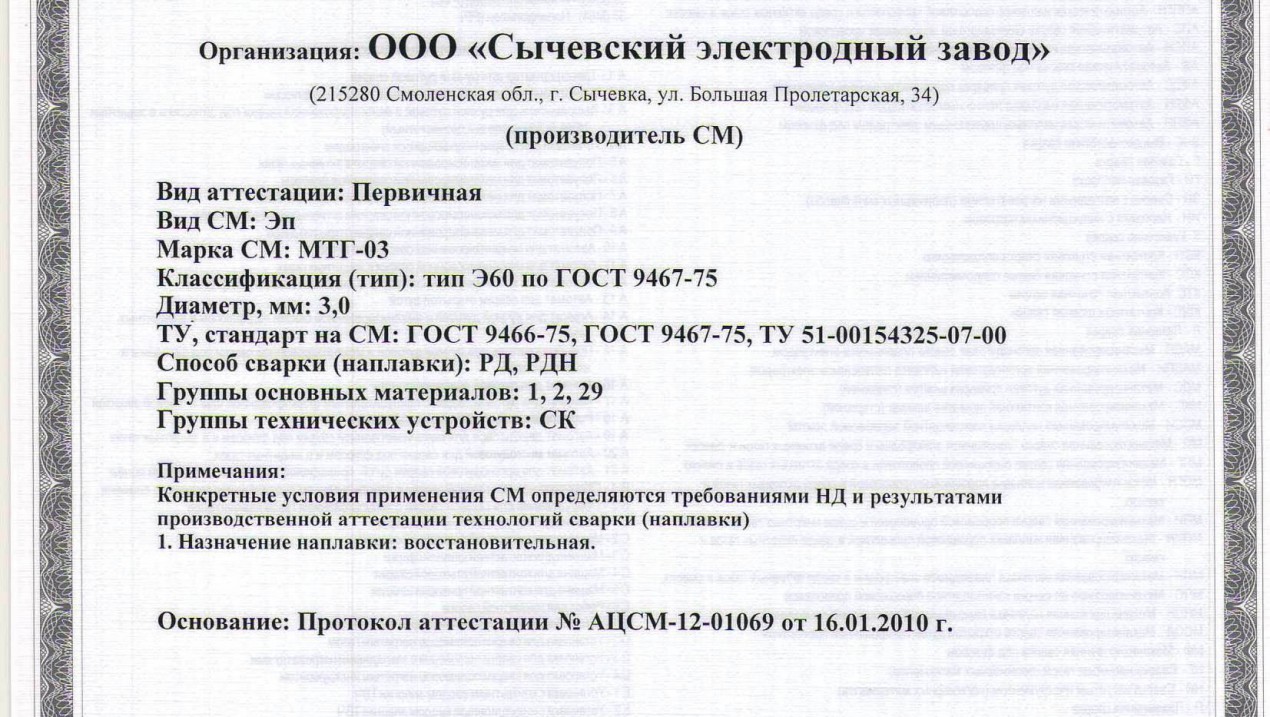 Организация: ООО «Сычевский электродный завод»
(215280 Смоленская обл., г. Сычевка, ул. Большая Пролетарская, 34)
(производитель СМ)
Вид аттестации: Первичная
Вид СМ: Эп
Марка СМ: МТГ-03
Классификация (тип): тип Э60 по ГОСТ 9467-75
Диаметр, мм: 3,0
ТУ, стандарт на СМ: ГОСТ 9466-75, ГОСТ 9467-75, ТУ 51-00154325-07-00
Способ сварки (наплавки): РД, РДН
Группы основных материалов: 1, 2, 29
Группы технических устройств: СК
Примечания:
Конкретные условия применения СМ определяются требованиями НД и результатами
производственной аттестации технологий сварки (наплавки)
1. Назначение наплавки: восстановительная.
Основание: Протокол аттестации № АЦСМ-12-01069 от 16.01.2010 г.